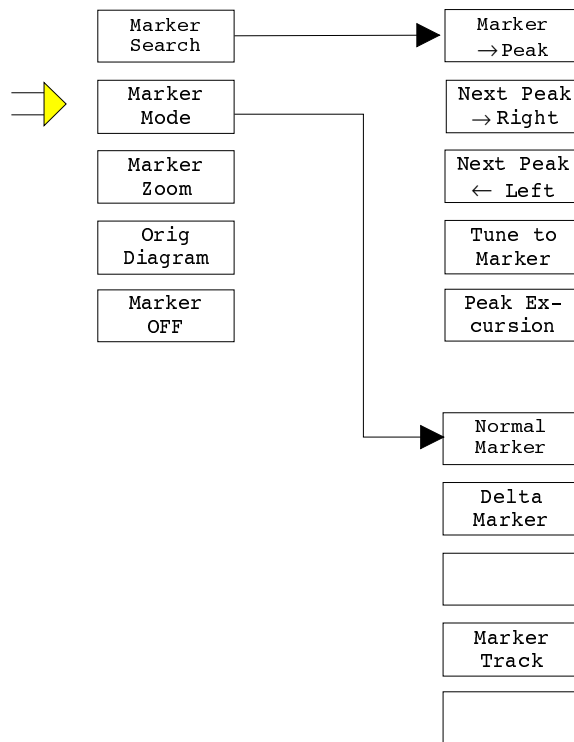 Marker
Search
Marker
Mode
Marker
Zoom
Orig
Diagram
Marker
OFF
Marker
→Peak
Next Peak
→Right
Next Peak
← Left
Tune to
Marker
Peak Ex-
cursion
Normal
Marker
Delta
Marker
Marker
Track